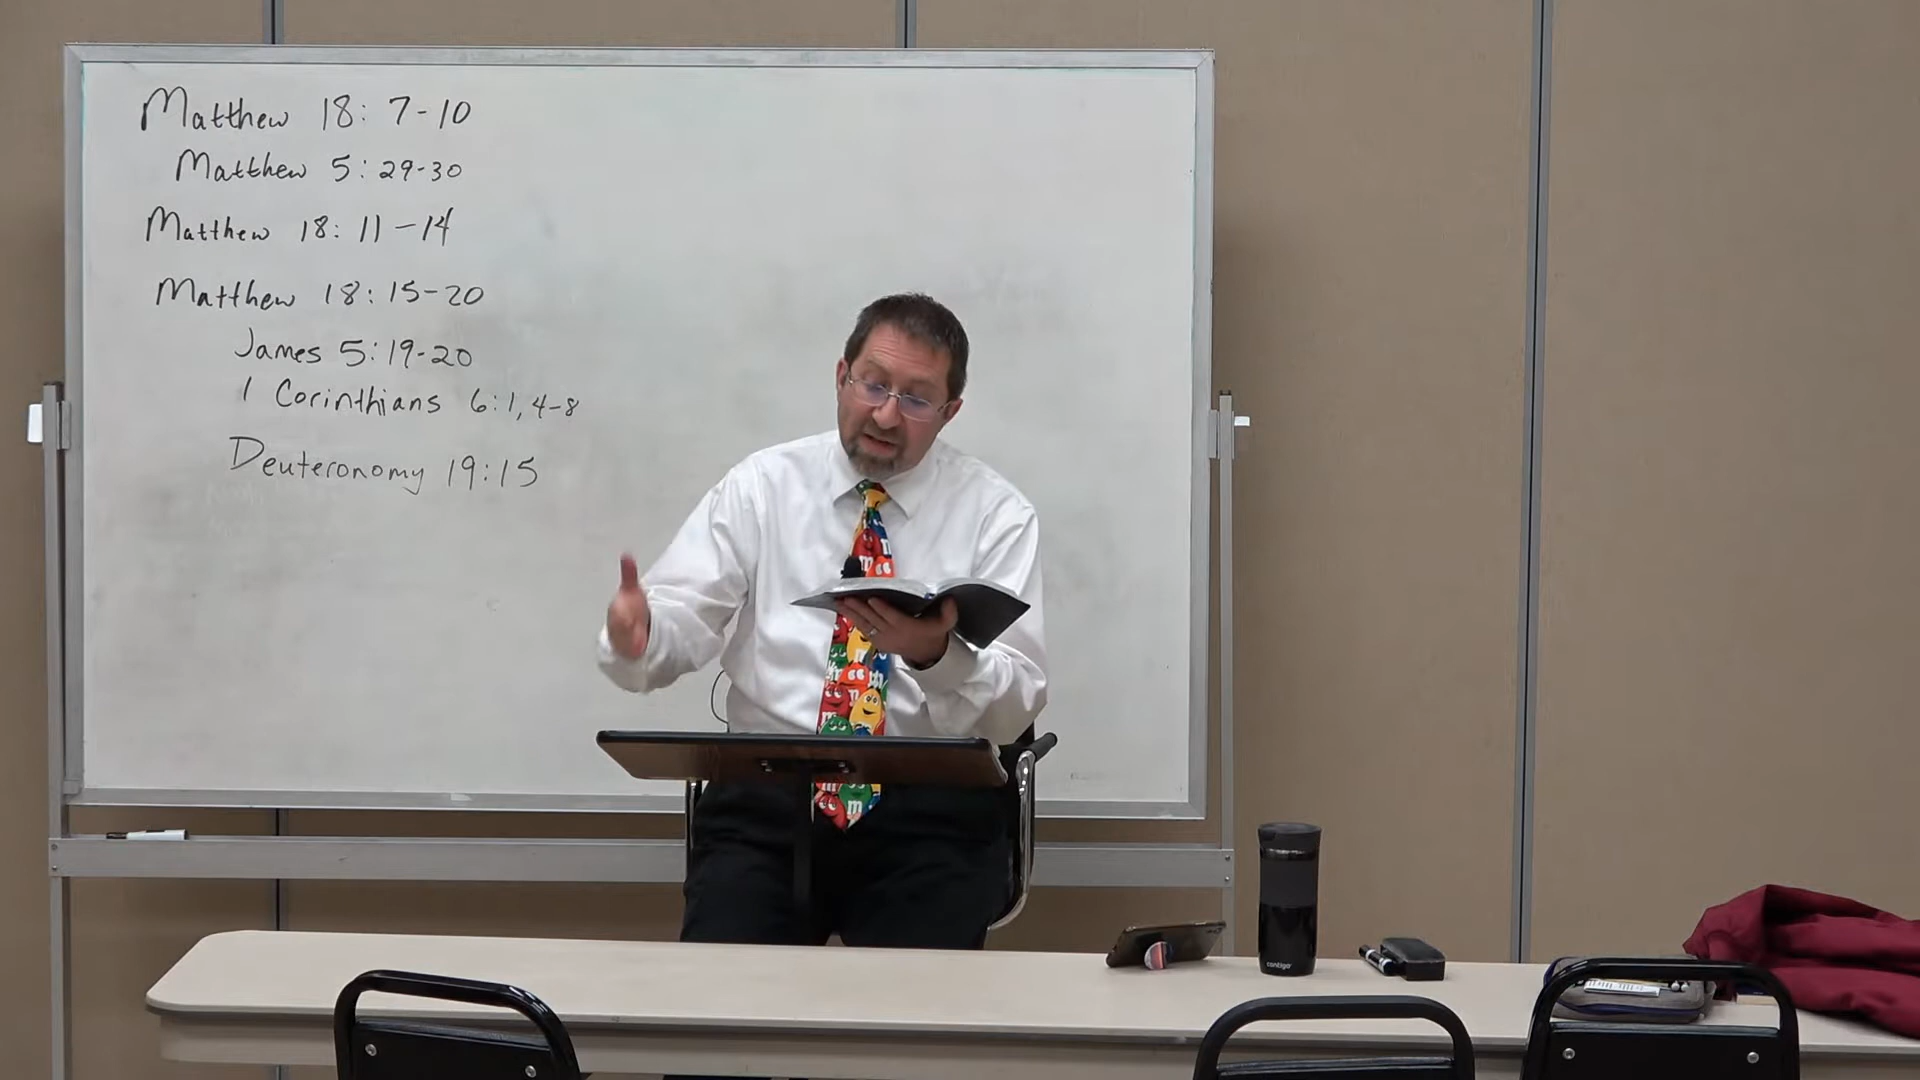 Matthew 18: 7-10
Matthew 5: 29-30
Matthew 18: 11-14
Matthew 18: 15-20
James 5:19-20
1 Corinthians 6:1, 4-8
Deuteronomy 19:15
m
m
m
m
m
m
m
contigo